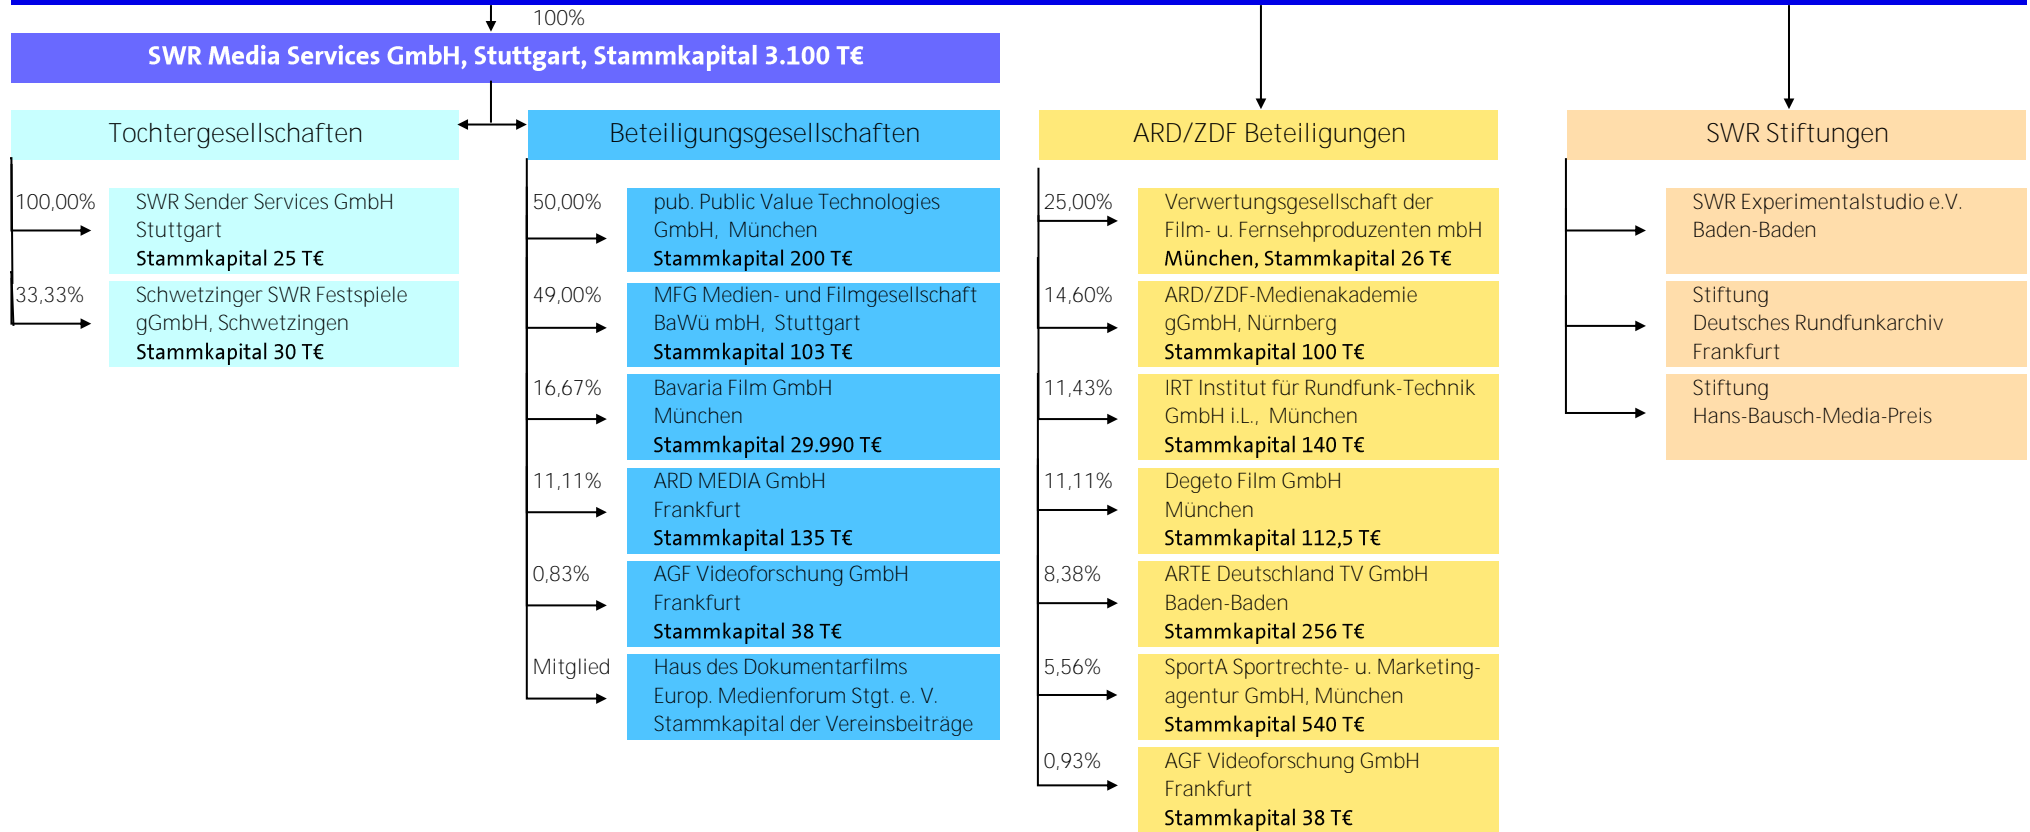 100%
SWR Media Services GmbH, Stuttgart, Stammkapital 3.100 T€
Tochtergesellschaften
100,00%
SWR Sender Services GmbH
Stuttgart
Stammkapital 25 T€
33,33%
Schwetzinger SWR Festspiele
gGmbH, Schwetzingen
Stammkapital 30 T€
Beteiligungsgesellschaften
50,00%
pub. Public Value Technologies
GmbH, München
Stammkapital 200 T€
49,00%
MFG Medien- und Filmgesellschaft
BaWü mbH, Stuttgart
Stammkapital 103 T€
16,67%
Bavaria Film GmbH
München
Stammkapital 29.990 T€
11,11%
ARD MEDIA GmbH
Frankfurt
Stammkapital 135 T€
0,83%
AGF Videoforschung GmbH
Frankfurt
Stammkapital 38 T€
Mitglied
Haus des Dokumentarfilms
Europ. Medienforum Stgt. e. V.
Stammkapital der Vereinsbeiträge
ARD/ZDF Beteiligungen
25,00%
Verwertungsgesellschaft der
Film- u. Fernsehproduzenten mbH
München, Stammkapital 26 T€
14,60%
ARD/ZDF-Medienakademie
gGmbH, Nürnberg
Stammkapital 100 T€
11,43%
IRT Institut für Rundfunk-Technik
GmbH i.L., München
Stammkapital 140 T€
11,11%
Degeto Film GmbH
München
Stammkapital 112,5 T€
8,38%
ARTE Deutschland TV GmbH
Baden-Baden
Stammkapital 256 T€
5,56%
SportA Sportrechte- u. Marketing-
agentur GmbH, München
Stammkapital 540 T€
0,93%
AGF Videoforschung GmbH
Frankfurt
Stammkapital 38 T€
SWR Stiftungen
SWR Experimentalstudio e.V.
Baden-Baden
Stiftung
Deutsches Rundfunkarchiv
Frankfurt
Stiftung
Hans-Bausch-Media-Preis